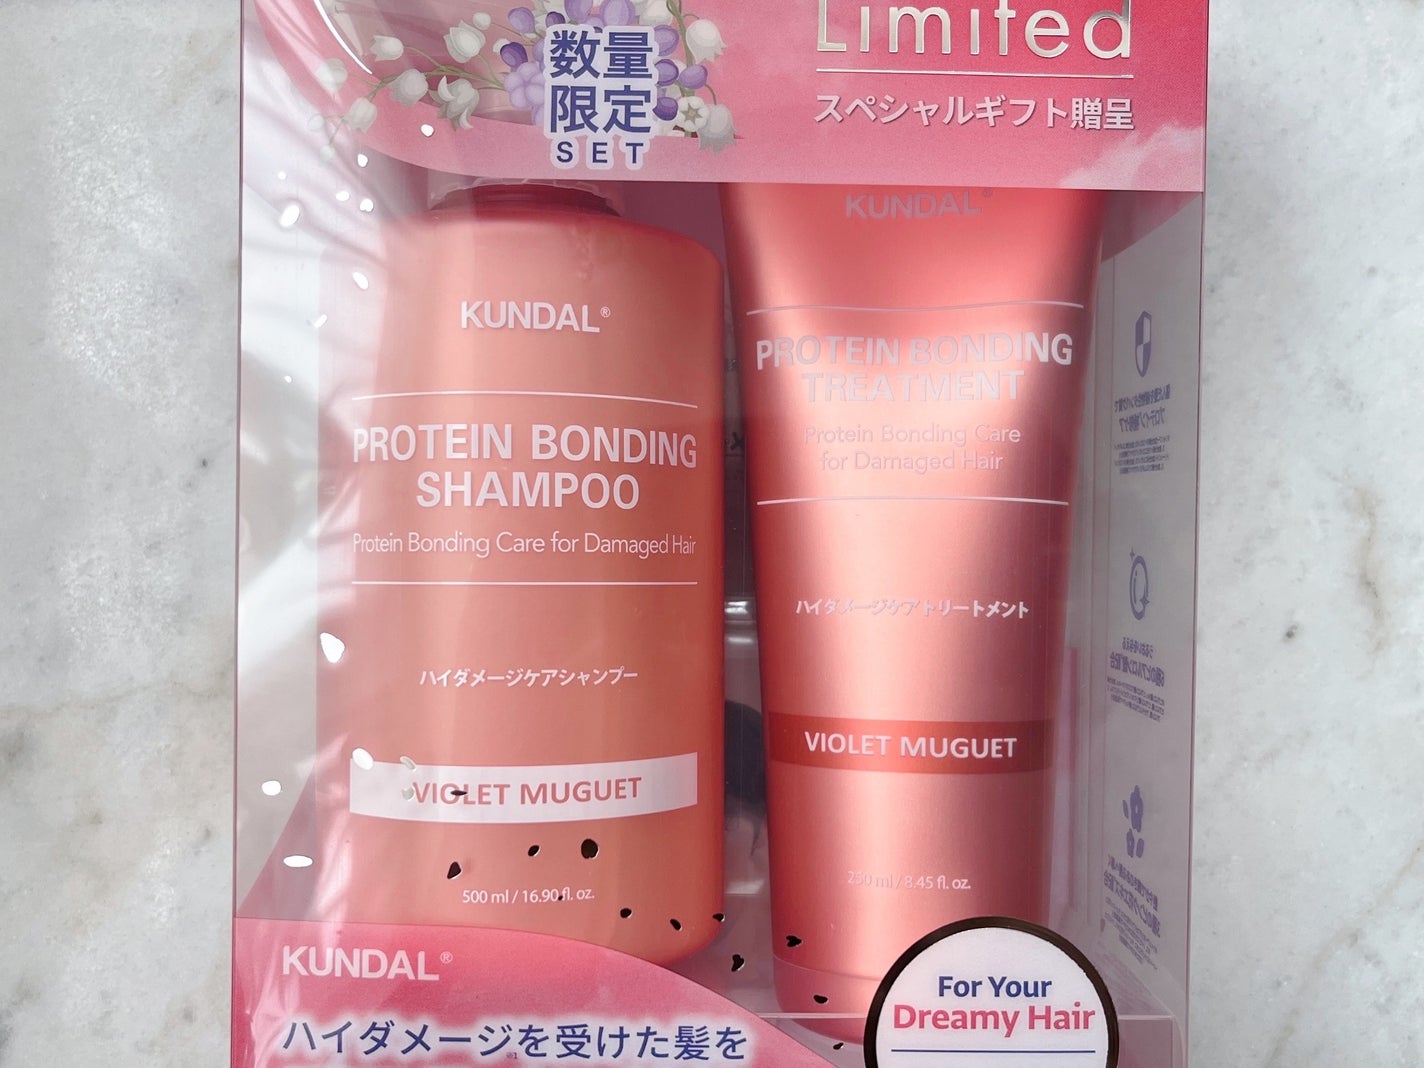 Limited
スペシャルギフト贈呈
数量
限定
SET
KUNDAL®
PROTEIN BONDING
SHAMPOO
Protein Bonding Care for Damaged Hair
ハイダメージケアシャンプー
VIOLET MUGUET
500 ml / 16.90 fl. oz.
KUNDAL®
PROTEIN BONDING
TREATMENT
Protein Bonding Care
for Damaged Hair
ハイダメージケアトリートメント
VIOLET MUGUET
250 ml / 8.45 fl. oz.
KUNDAL®
ハイダメージを受けた髪を
※1
For Your
Dreamy Hair